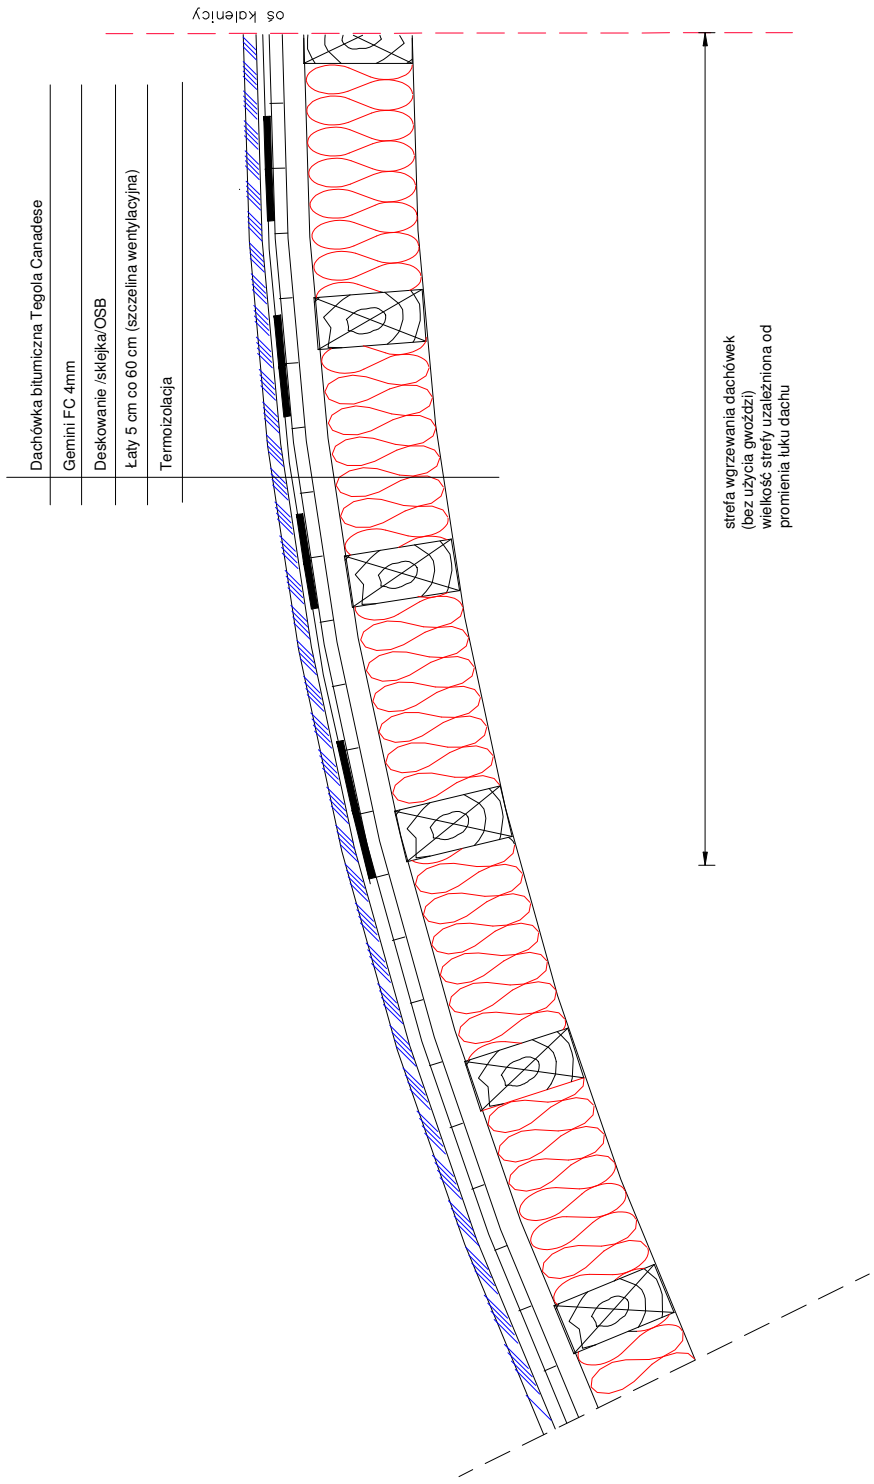 oś kalenicy
Dachówka bitumiczna Tegola Canadese
Gemini FC 4mm
Deskowanie /sklejka/OSB
Łaty 5 cm co 60 cm (szczelina wentylacyjna)
Termoizolacja
strefa wgrzewania dachówek
(bez użycia gwoździ)
wielkość strefy uzależniona od
promienia łuku dachu